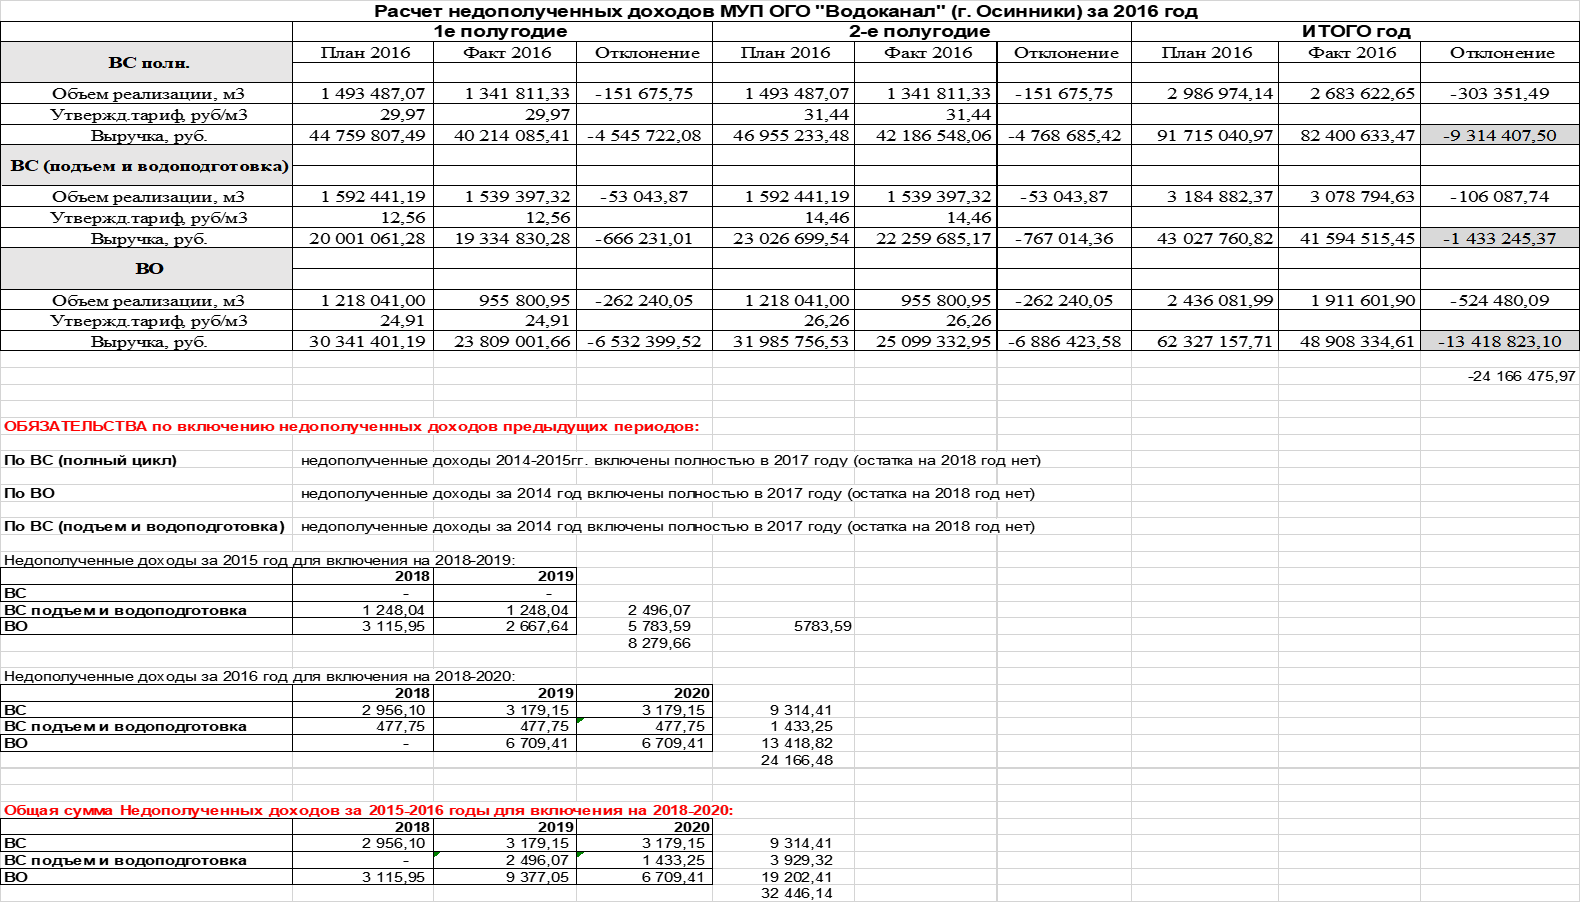 Расчет недополученных доходов МУП ОГО "Водоканал" (г. Осинники) за 2016 год
1е полугодие 2-е полугодие ИТОГО год
ВС полн. План 2016 Факт 2016 Отклонение План 2016 Факт 2016 Отклонение План 2016 Факт 2016 Отклонение
Объем реализации, м3 1 493 487,07 1 341 811,33 -151 675,75 1 493 487,07 1 341 811,33 -151 675,75 2 986 974,14 2 683 622,65 -303 351,49
Утвержд.тариф, руб/м3 29,97 29,97 31,44 31,44
Выручка, руб. 44 759 807,49 40 214 085,41 -4 545 722,08 46 955 233,48 42 186 548,06 -4 768 685,42 91 715 040,97 82 400 633,47 -9 314 407,50
ВС (подъем и водоподготовка)
Объем реализации, м3 1 592 441,19 1 539 397,32 -53 043,87 1 592 441,19 1 539 397,32 -53 043,87 3 184 882,37 3 078 794,63 -106 087,74
Утвержд.тариф, руб/м3 12,56 12,56 14,46 14,46
Выручка, руб. 20 001 061,28 19 334 830,28 -666 231,01 23 026 699,54 22 259 685,17 -767 014,36 43 027 760,82 41 594 515,45 -1 433 245,37
ВО
Объем реализации, м3 1 218 041,00 955 800,95 -262 240,05 1 218 041,00 955 800,95 -262 240,05 2 436 081,99 1 911 601,90 -524 480,09
Утвержд.тариф, руб/м3 24,91 24,91 26,26 26,26
Выручка, руб. 30 341 401,19 23 809 001,66 -6 532 399,52 31 985 756,53 25 099 332,95 -6 886 423,58 62 327 157,71 48 908 334,61 -13 418 823,10
-24 166 475,97
ОБЯЗАТЕЛЬСТВА по включению недополученных доходов предыдущих периодов:
По ВС (полный цикл) недополученные доходы 2014-2015гг. включены полностью в 2017 году (остатка на 2018 год нет)
По ВО недополученные доходы за 2014 год включены полностью в 2017 году (остатка на 2018 год нет)
По ВС (подъем и водоподготовка) недополученные доходы за 2014 год включены полностью в 2017 году (остатка на 2018 год нет)
Недополученные доходы за 2015 год для включения на 2018-2019:
2018 2019
ВС - -
ВС подъем и водоподготовка 1 248,04 1 248,04 2 496,07
ВО 3 115,95 2 667,64 5 783,59 5783,59
8 279,66
Недополученные доходы за 2016 год для включения на 2018-2020:
2018 2019 2020
ВС 2 956,10 3 179,15 3 179,15 9 314,41
ВС подъем и водоподготовка 477,75 477,75 477,75 1 433,25
ВО - 6 709,41 6 709,41 13 418,82
24 166,48
Общая сумма Недополученных доходов за 2015-2016 годы для включения на 2018-2020:
2018 2019 2020
ВС 2 956,10 3 179,15 3 179,15 9 314,41
ВС подъем и водоподготовка - 2 496,07 1 433,25 3 929,32
ВО 3 115,95 9 377,05 6 709,41 19 202,41
32 446,14